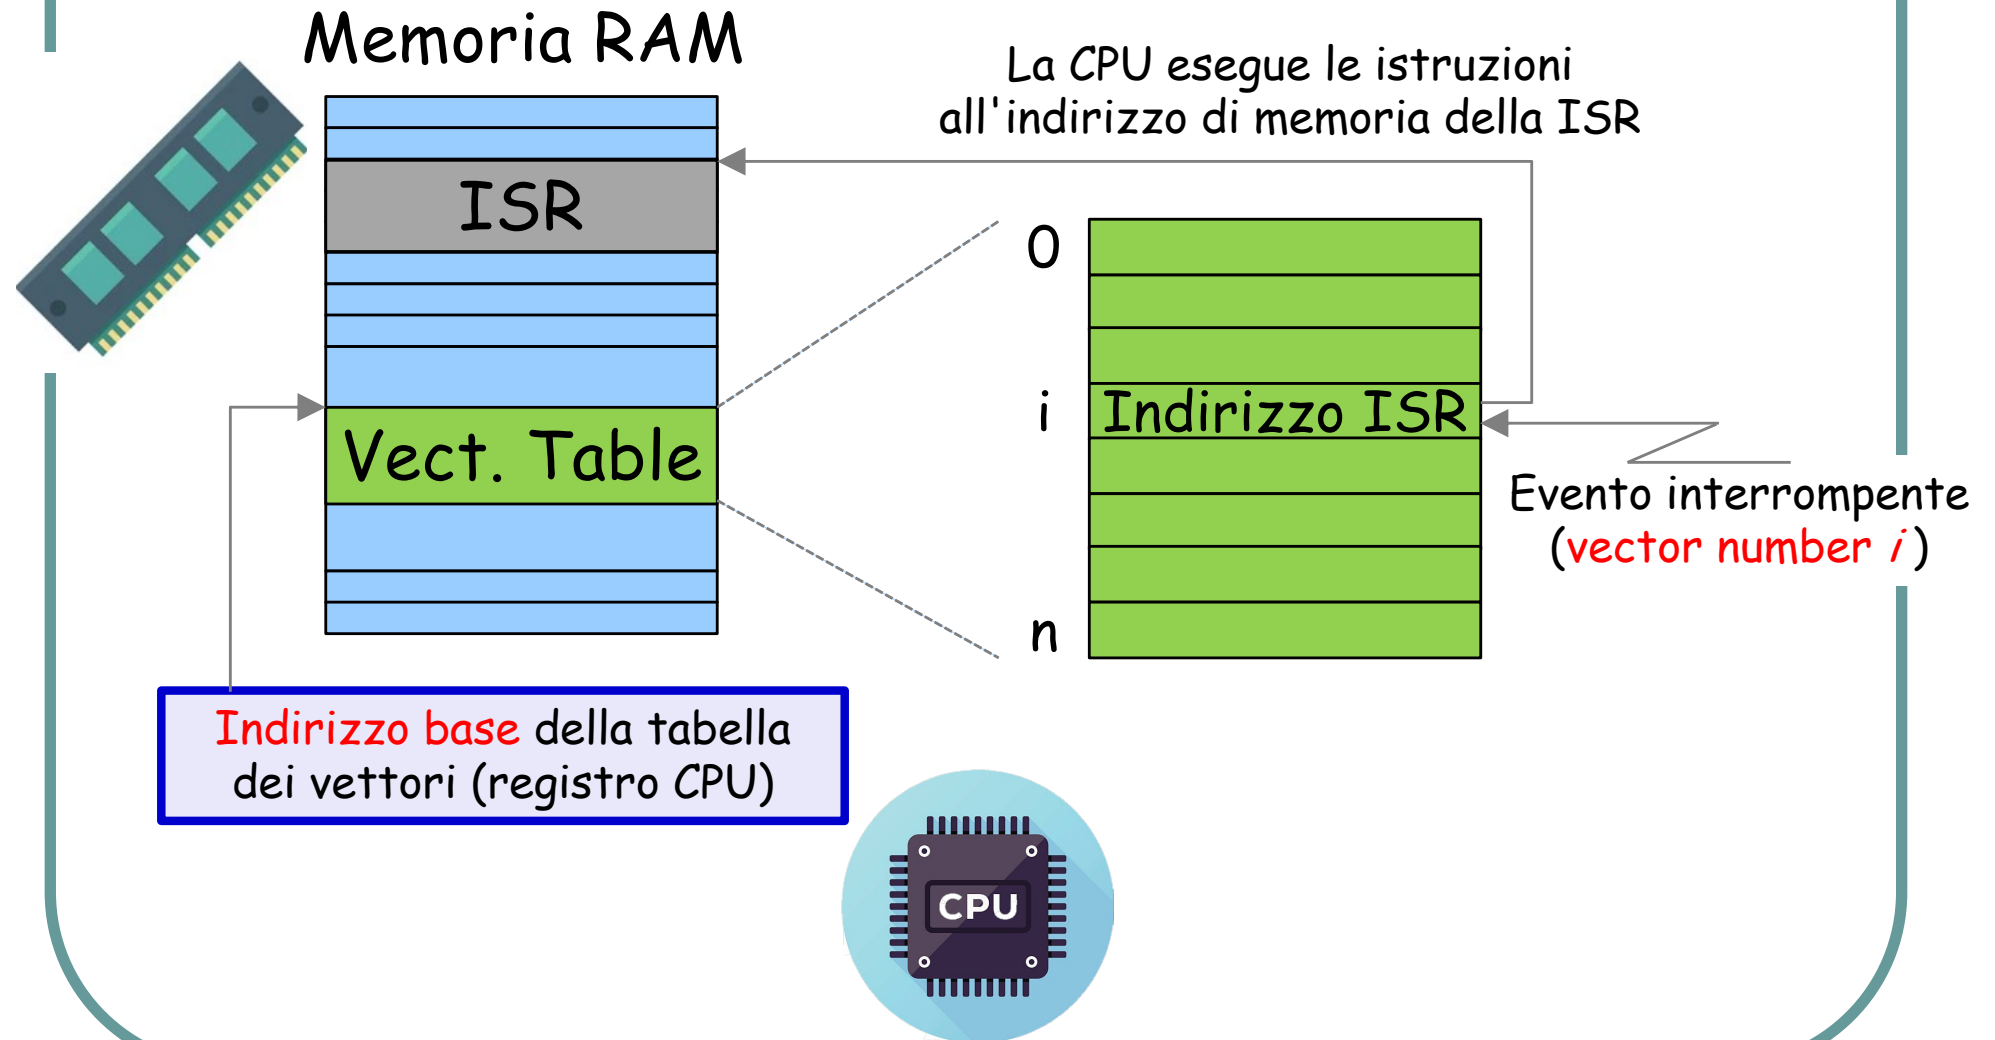 Memoria RAM
La CPU esegue le istruzioni
all'indirizzo di memoria della ISR
ISR
0
i
Indirizzo ISR
Vect. Table
Evento interrompente
(vector number i)
n
Indirizzo base della tabella
dei vettori (registro CPU)
CPU